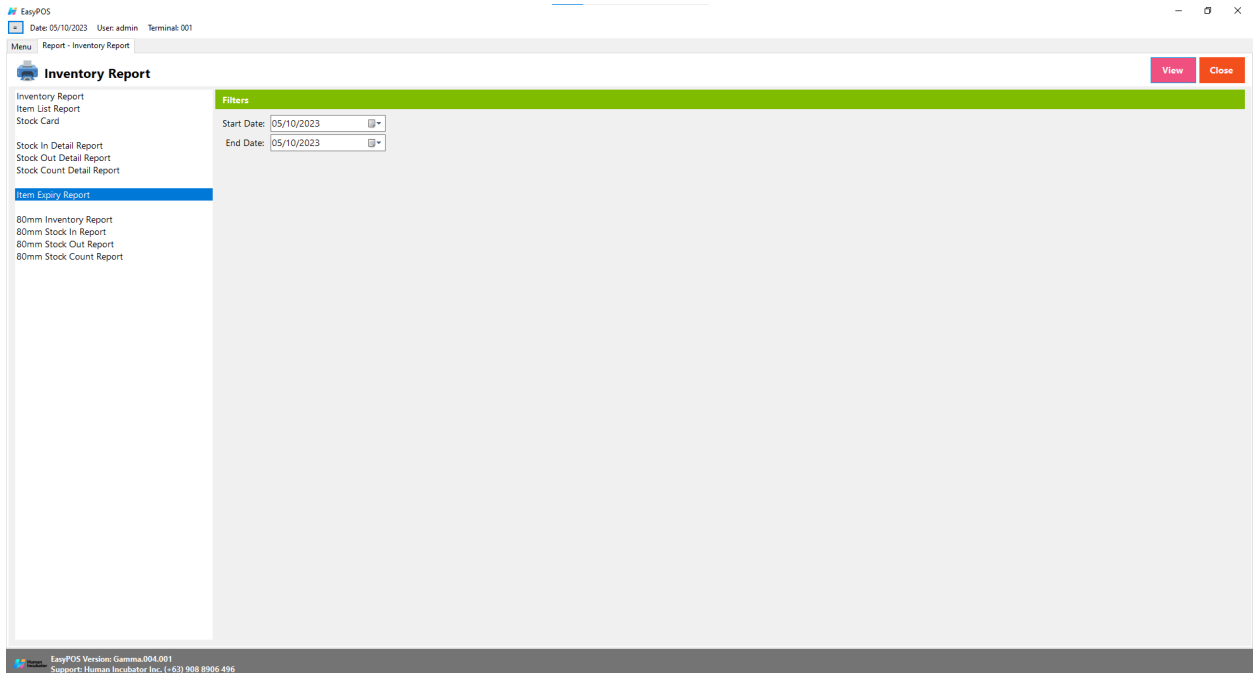 EasyPOS
Date: 05/10/2023 User: admin Terminal: 001
Menu Report - Inventory Report
Inventory Report
View Close
Inventory Report
Item List Report
Stock Card
Stock In Detail Report
Stock Out Detail Report
Stock Count Detail Report
Item Expiry Report
80mm Inventory Report
80mm Stock In Report
80mm Stock Out Report
80mm Stock Count Report
Filters
Start Date: 05/10/2023
End Date: 05/10/2023
Human
Incubator
EasyPOS Version: Gamma.004.001
Support: Human Incubator Inc. (+63) 908 8906 496